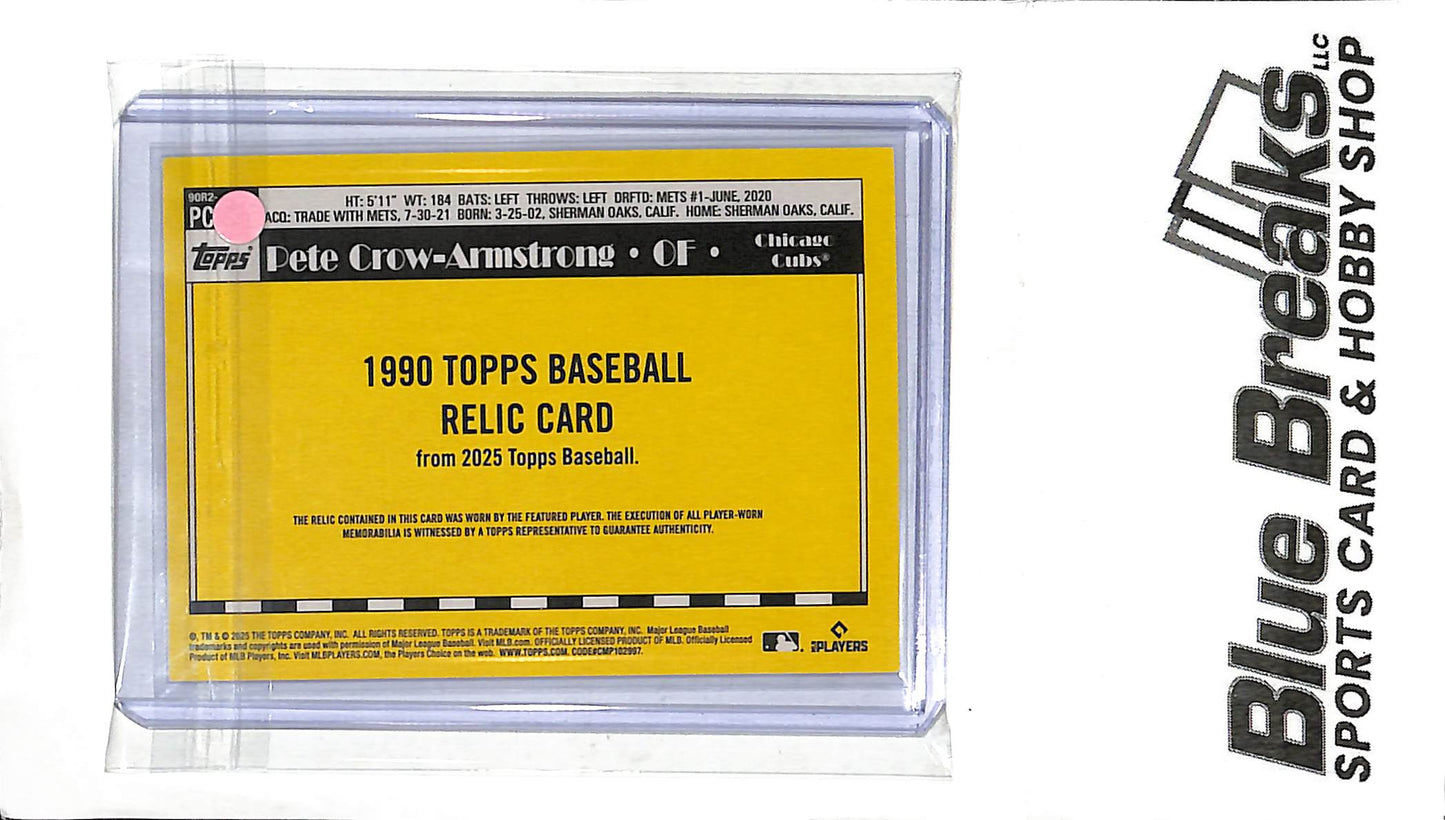 90R2-
PC
HT: 5'11" WT: 184 BATS: LEFT THROWS: LEFT DRFTD: METS #1-JUNE, 2020
ACQ: TRADE WITH METS, 7-30-21 BORN: 3-25-02, SHERMAN OAKS, CALIF. HOME: SHERMAN OAKS, CALIF.
Topps
Pete Crow-Armstrong • OF •
Chicago
Cubs®
1990 TOPPS BASEBALL
RELIC CARD
from 2025 Topps Baseball.
THE RELIC CONTAINED IN THIS CARD WAS WORN BY THE FEATURED PLAYER. THE EXECUTION OF ALL PLAYER-WORN
MEMORABILIA IS WITNESSED BY A TOPPS REPRESENTATIVE TO GUARANTEE AUTHENTICITY.
®, TM & © 2025 THE TOPPS COMPANY, INC. ALL RIGHTS RESERVED. TOPPS IS A TRADEMARK OF THE TOPPS COMPANY, INC. Major League Baseball
trademarks and copyrights are used with permission of Major League Baseball. Visit MLB.com. OFFICIALLY LICENSED PRODUCT OF MLB. Officially Licensed
Product of MLB Players, Inc. Visit MLBPLAYERS.COM, the Players Choice on the web. WWW.TOPPS.COM. CODE#CMP102997.
MLB PLAYERS
Blue Breaks LLC
SPORTS CARD & HOBBY SHOP